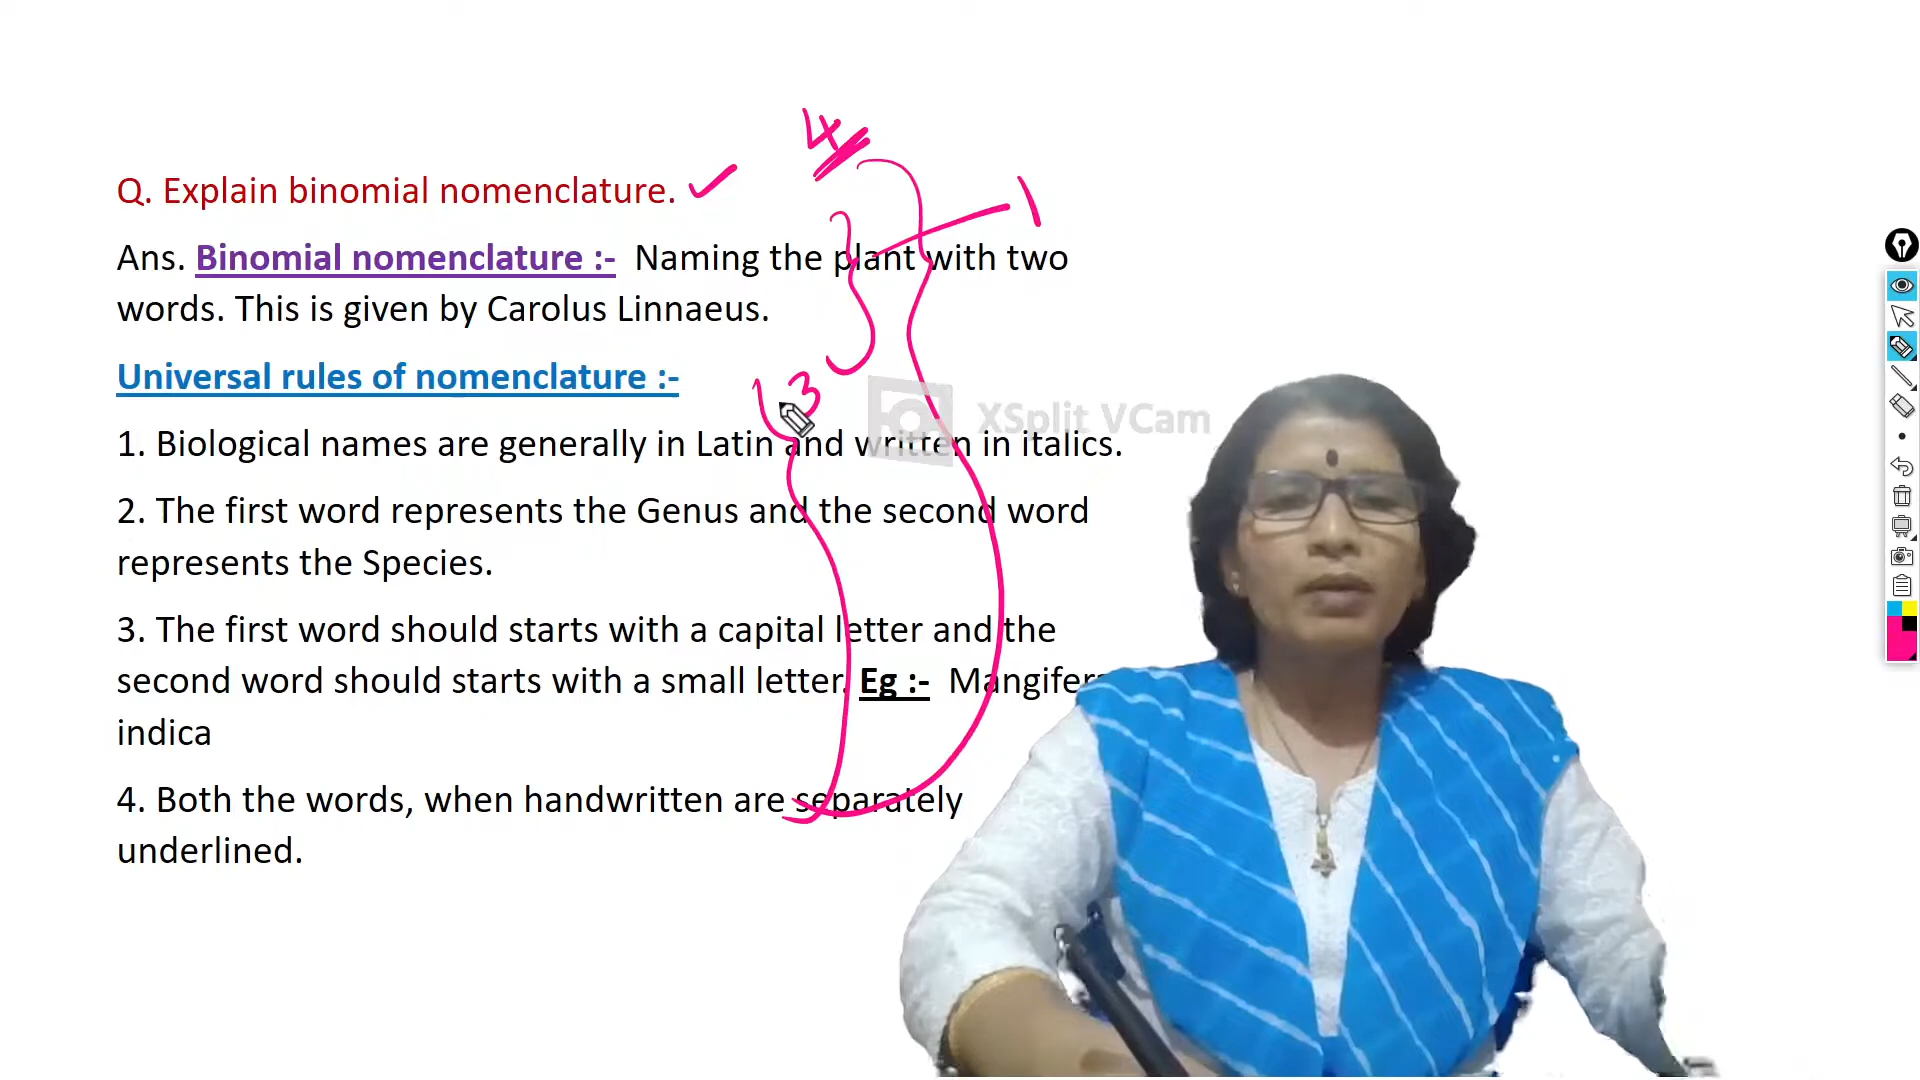 4
Q. Explain binomial nomenclature.
1
Ans. Binomial nomenclature :- Naming the plant with two
words. This is given by Carolus Linnaeus.
Universal rules of nomenclature :-
3
XSplit VCam
1. Biological names are generally in Latin and written in italics.
2. The first word represents the Genus and the second word
represents the Species.
3. The first word should starts with a capital letter and the
second word should starts with a small letter. Eg :- Mangifera
indica
4. Both the words, when handwritten are separately
underlined.